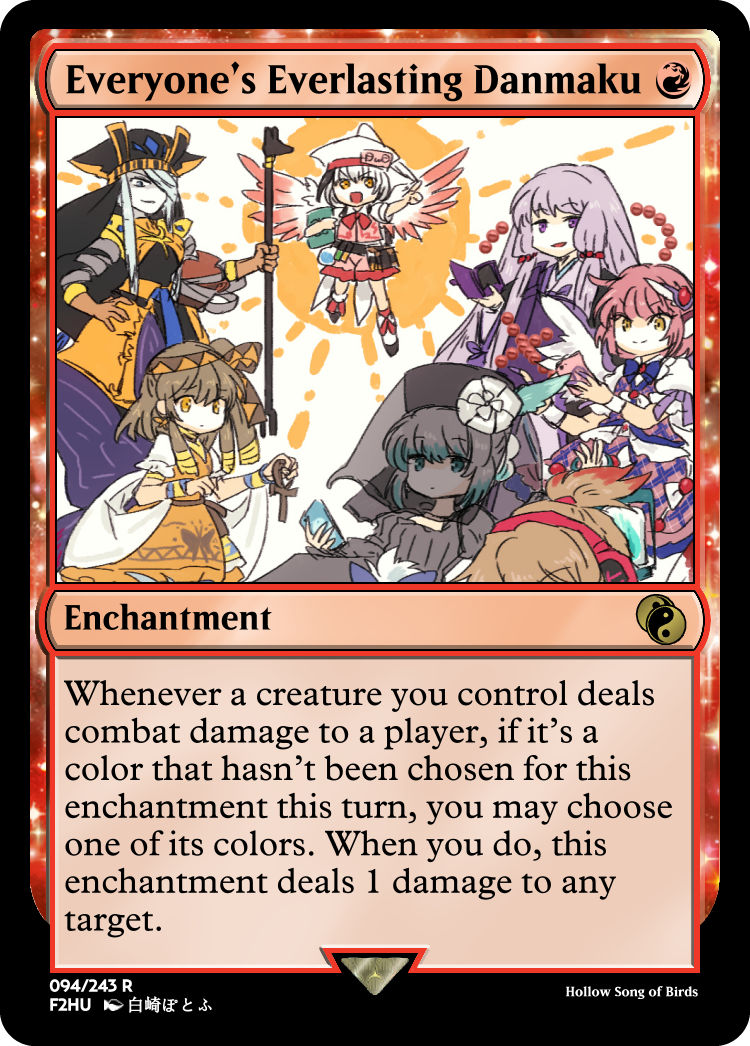 Everyone's Everlasting Danmaku
Enchantment
Whenever a creature you control deals
combat damage to a player, if it's a
color that hasn't been chosen for this
enchantment this turn, you may choose
one of its colors. When you do, this
enchantment deals 1 damage to any
target.
094/243 R
F2HU 白崎ぽとふ
Hollow Song of Birds